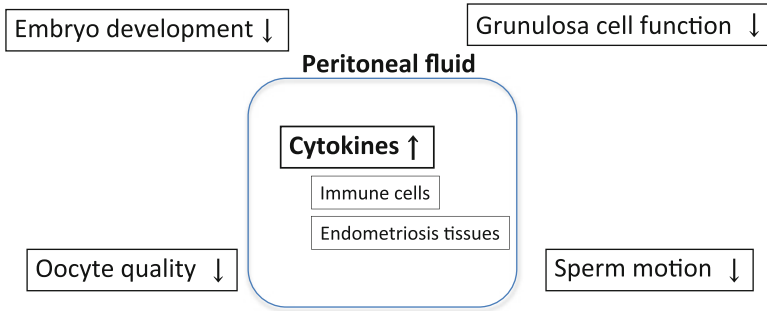 Embryo development ↓
Grunulosa cell function ↓
Peritoneal fluid
Cytokines ↑
Immune cells
Endometriosis tissues
Oocyte quality ↓
Sperm motion ↓